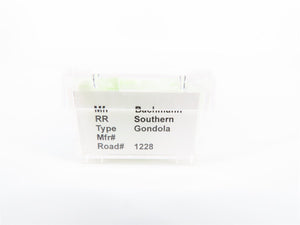 Mfr Bachmann
RR Southern
Type Gondola
Mfr#
Road# 1228